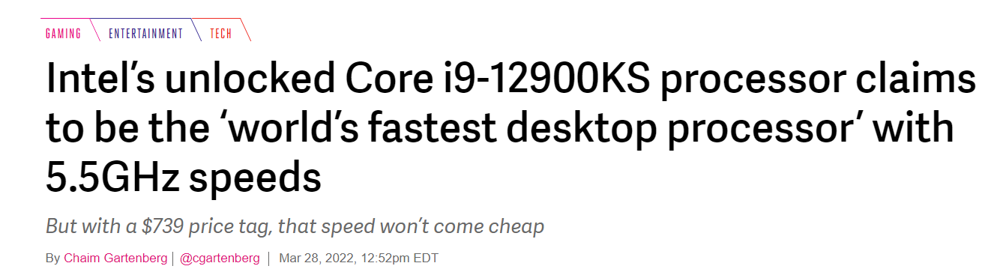 GAMING ENTERTAINMENT TECH
Intel’s unlocked Core i9-12900KS processor claims
to be the ‘world’s fastest desktop processor’ with
5.5GHz speeds
But with a $739 price tag, that speed won’t come cheap
By Chaim Gartenberg | @cgartenberg | Mar 28, 2022, 12:52pm EDT